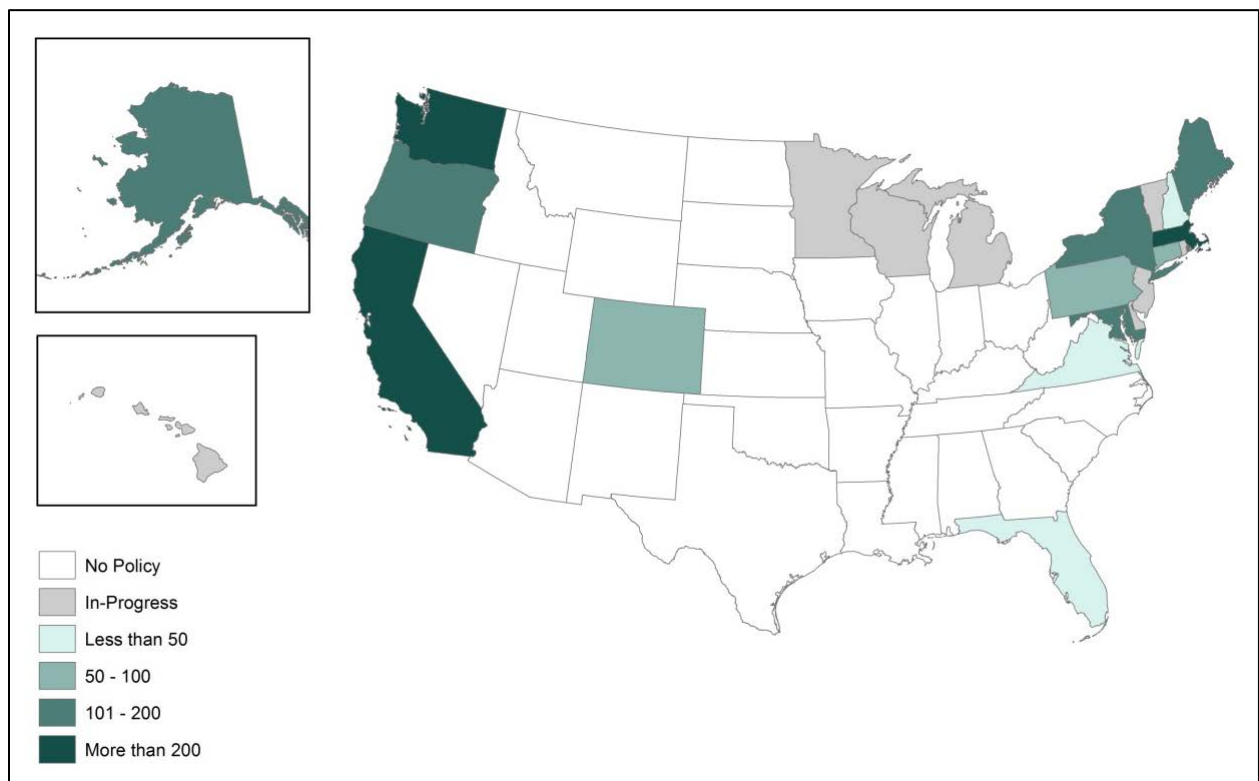 No Policy
In-Progress
Less than 50
50 - 100
101 - 200
More than 200